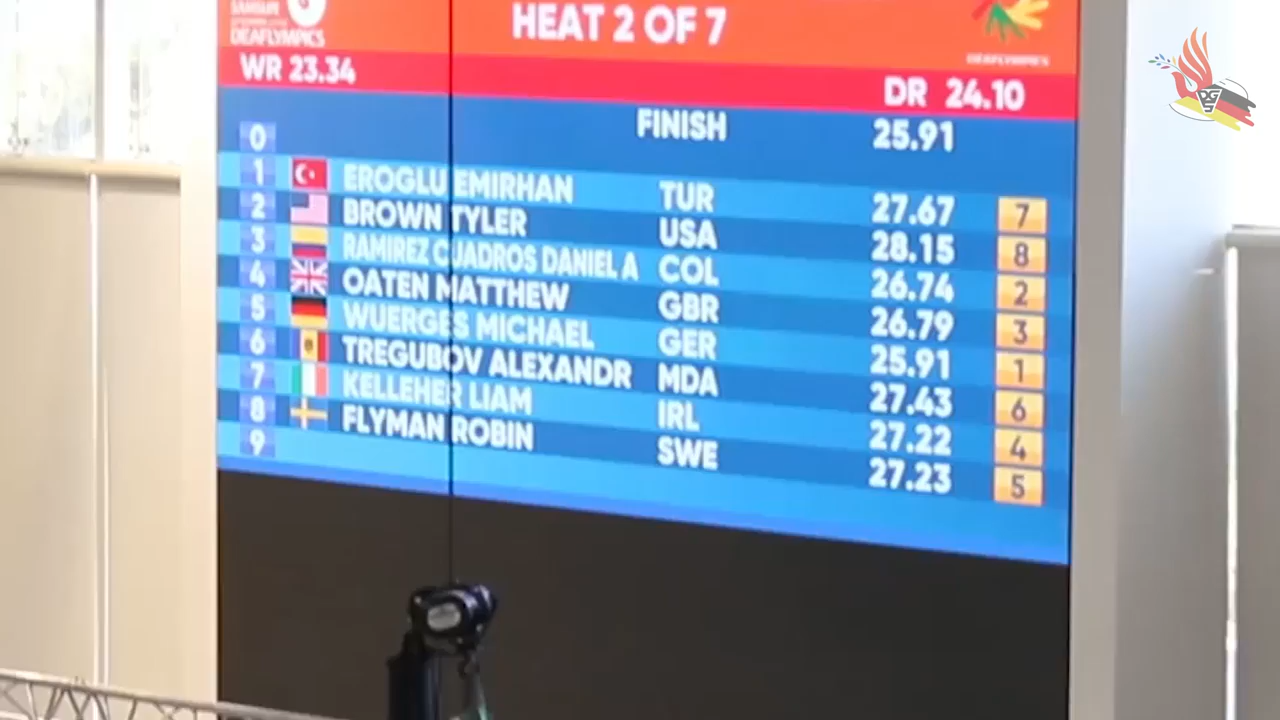 SAMSUN
DEAFLYMPICS
HEAT 2 OF 7
DEAFLYMPICS
WR 23.34
DR 24.10
FINISH 25.91
0
1 EROGLU EMIRHAN TUR 27.67 7
2 BROWN TYLER USA 28.15 8
3 RAMIREZ CUADROS DANIEL A COL 26.74 2
4 OATEN MATTHEW GBR 26.79 3
5 WUERGES MICHAEL GER 25.91 1
6 TREGUBOV ALEXANDR MDA 27.43 6
7 KELLEHER LIAM IRL 27.22 4
8 FLYMAN ROBIN SWE 27.23 5
9